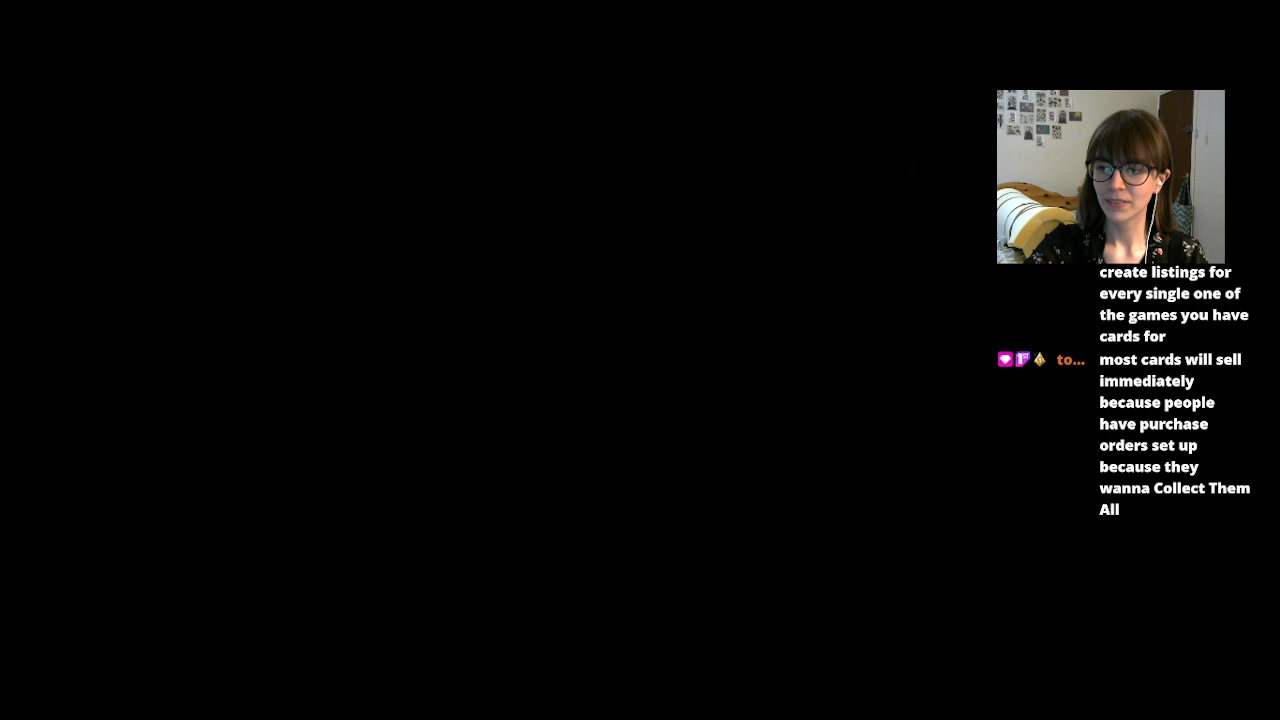 create listings for
every single one of
the games you have
cards for
to... most cards will sell
immediately
because people
have purchase
orders set up
because they
wanna Collect Them
All